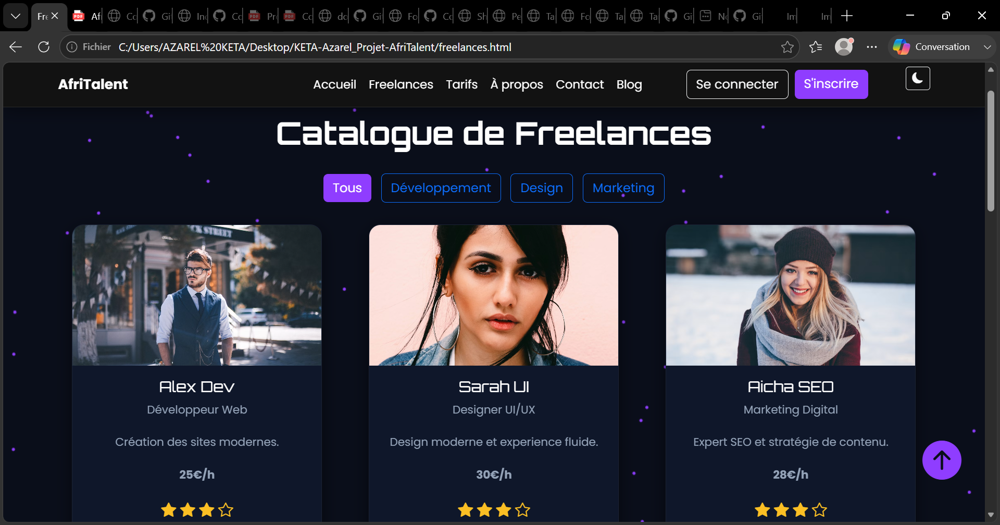 Fr
Af
Co
Gi
In
Co
Pr
Co
do
Gi
Fo
Co
Sh
Pe
Ta
Fo
Ta
Ta
Gi
No
Gi
Im
Im
Fichier C:/Users/AZAREL%20KETA/Desktop/KETA-Azarel_Projet-AfriTalent/freelances.html
Conversation
AfriTalent Accueil Freelances Tarifs À propos Contact Blog Se connecter S'inscrire
Catalogue de Freelances
Tous Développement Design Marketing
CK STREET
Alex Dev
Développeur Web
Création des sites modernes.
25€/h
Sarah UI
Designer UI/UX
Design moderne et experience fluide.
30€/h
Aicha SEO
Marketing Digital
Expert SEO et stratégie de contenu.
28€/h